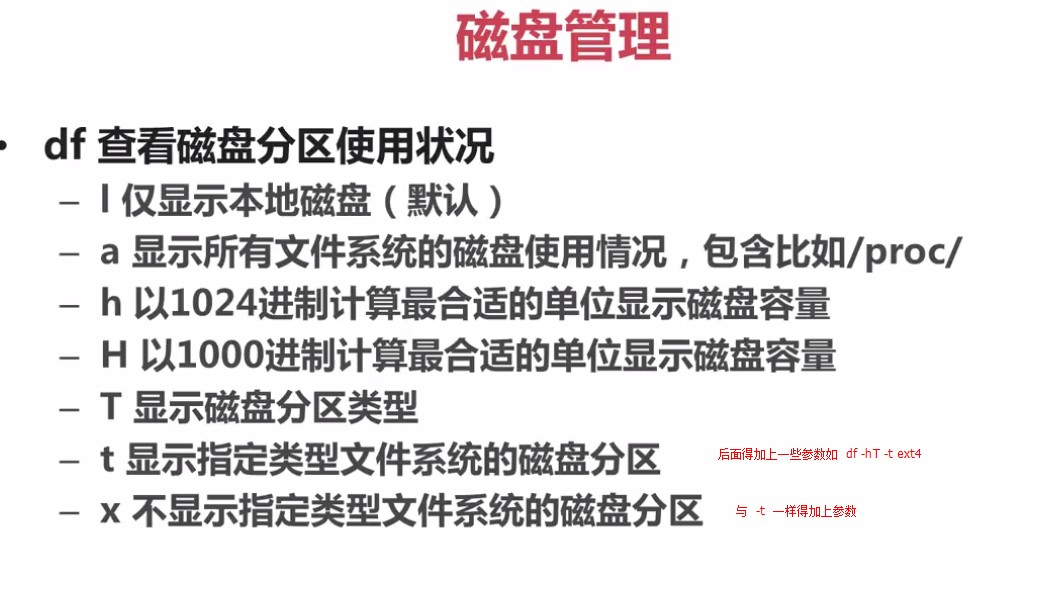 磁盘管理
• df 查看磁盘分区使用状况
– l 仅显示本地磁盘（默认）
– a 显示所有文件系统的磁盘使用情况，包含比如/proc/
– h 以1024进制计算最合适的单位显示磁盘容量
– H 以1000进制计算最合适的单位显示磁盘容量
– T 显示磁盘分区类型
– t 显示指定类型文件系统的磁盘分区 后面得加上一些参数如 df -hT -t ext4
– x 不显示指定类型文件系统的磁盘分区 与 -t 一样得加上参数